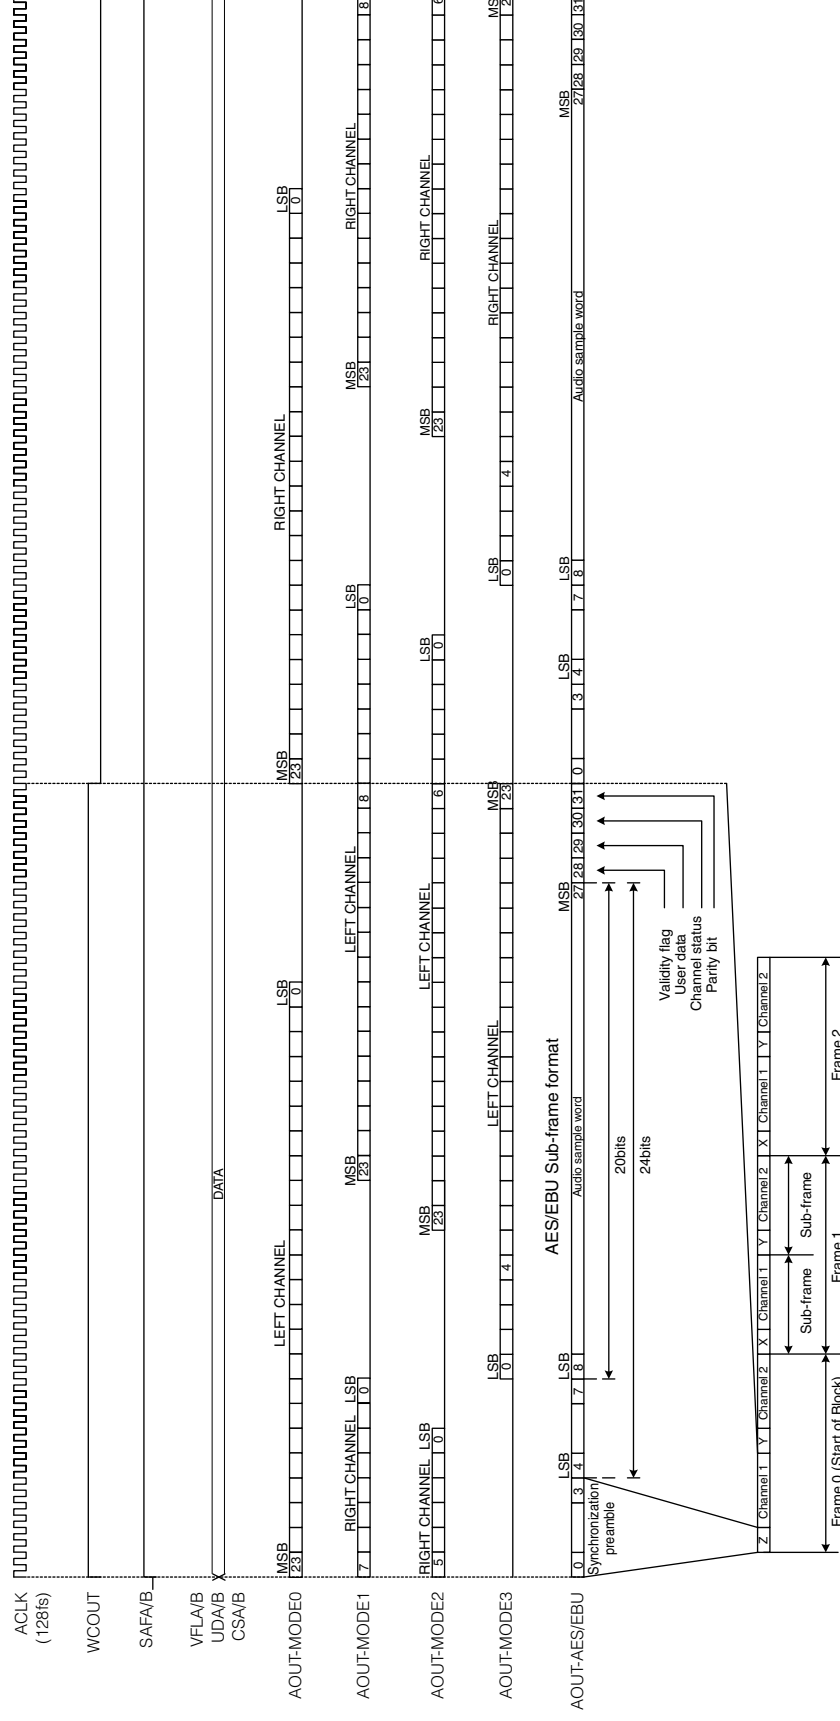 ACLK
(128fs)
WCOUT
SAFA/B
VFLA/B
UDA/B
CSA/B
DATA
MSB LEFT CHANNEL LSB MSB RIGHT CHANNEL LSB
AOUT-MODE0 23 0 23 0
RIGHT CHANNEL LSB MSB LEFT CHANNEL LSB MSB RIGHT CHANNEL
AOUT-MODE1 7 0 23 8 0 23 8
RIGHT CHANNEL LSB MSB LEFT CHANNEL LSB MSB RIGHT CHANNEL
AOUT-MODE2 5 0 23 6 0 23 6
LSB LEFT CHANNEL MSB LSB RIGHT CHANNEL MS
AOUT-MODE3 0 4 23 0 4 2
AES/EBU Sub-frame format
LSB LSB MSB LSB LSB MSB
AOUT-AES/EBU 0 3 4 7 8 Audio sample word 27 28 29 30 31 0 3 4 7 8 Audio sample word 27 28 29 30 31
Synchronization
preamble
20bits
24bits
Validity flag
User data
Channel status
Parity bit
Z Channel 1 Y Channel 2 X Channel 1 Y Channel 2 X Channel 1 Y Channel 2
Sub-frame Sub-frame
Frame 0 (Start of Block) Frame 1 Frame 2